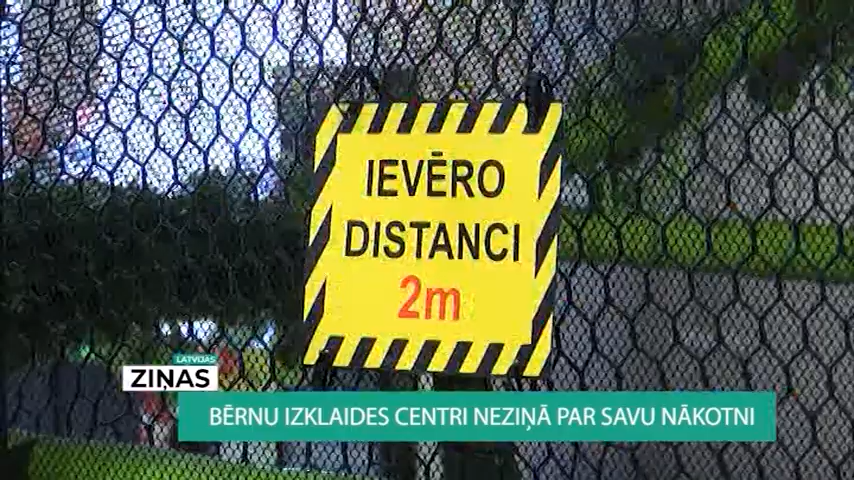 IEVĒRO
DISTANCI
2m
LATVIJAS
ZIŅAS
BĒRNU IZKLAIDES CENTRI NEZIŅĀ PAR SAVU NĀKOTNI